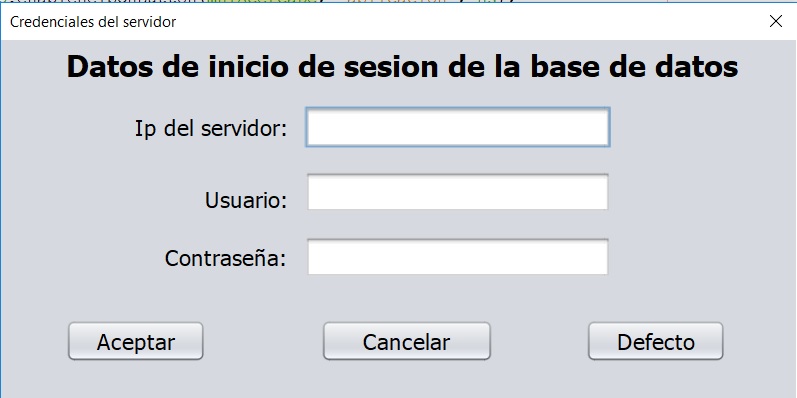 Credenciales del servidor
Datos de inicio de sesion de la base de datos
Ip del servidor:
Usuario:
Contraseña:
Aceptar Cancelar Defecto